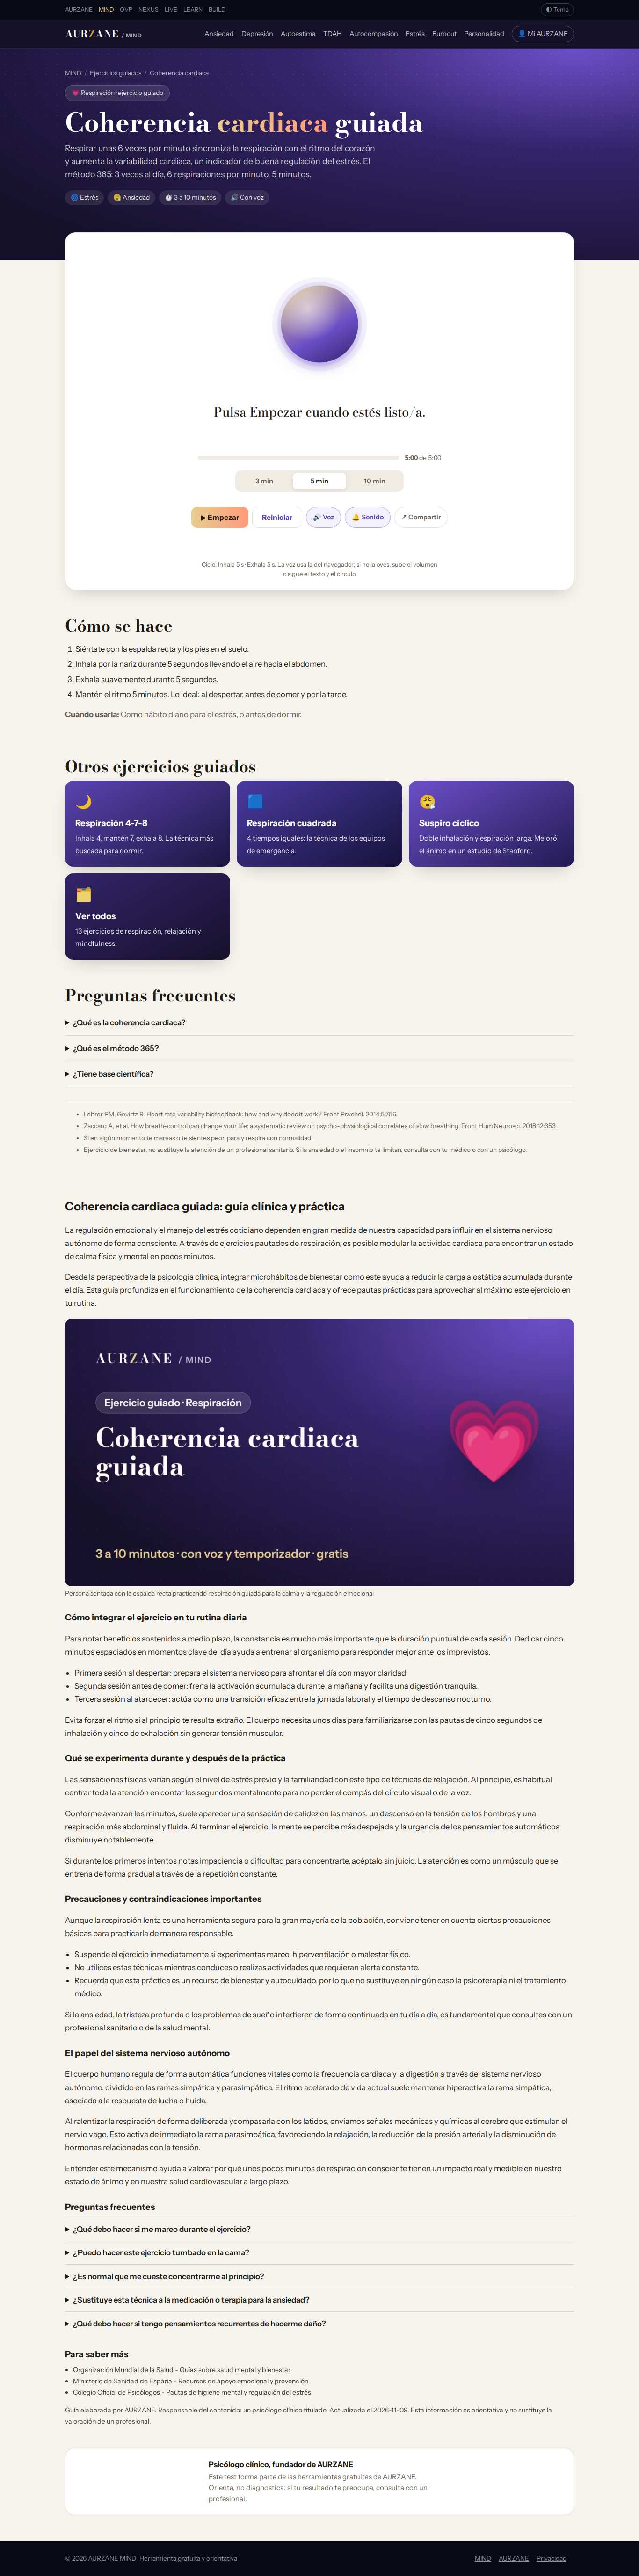 AURZANE MIND OVP NEXUS LIVE LEARN BUILD
Tema
AURZANE / MIND
Ansiedad Depresión Autoestima TDAH Autocompasión Estrés Burnout Personalidad Mi AURZANE
MIND / Ejercicios guiados / Coherencia cardiaca
Respiración · ejercicio guiado
Coherencia cardiaca guiada
Respirar unas 6 veces por minuto sincroniza la respiración con el ritmo del corazón
y aumenta la variabilidad cardiaca, un indicador de buena regulación del estrés. El
método 365: 3 veces al día, 6 respiraciones por minuto, 5 minutos.
Estrés Ansiedad 3 a 10 minutos Con voz
Pulsa Empezar cuando estés listo/a.
5:00 de 5:00
3 min 5 min 10 min
▶ Empezar Reiniciar Voz Sonido ↗ Compartir
Ciclo: Inhala 5 s · Exhala 5 s. La voz usa la del navegador; si no la oyes, sube el volumen
o sigue el texto y el círculo.
Cómo se hace
1. Siéntate con la espalda recta y los pies en el suelo.
2. Inhala por la nariz durante 5 segundos llevando el aire hacia el abdomen.
3. Exhala suavemente durante 5 segundos.
4. Mantén el ritmo 5 minutos. Lo ideal: al despertar, antes de comer y por la tarde.
Cuándo usarla: Como hábito diario para el estrés, o antes de dormir.
Otros ejercicios guiados
Respiración 4-7-8
Inhala 4, mantén 7, exhala 8. La técnica más
buscada para dormir.
Respiración cuadrada
4 tiempos iguales: la técnica de los equipos
de emergencia.
Suspiro cíclico
Doble inhalación y espiración larga. Mejoró
el ánimo en un estudio de Stanford.
Ver todos
13 ejercicios de respiración, relajación y
mindfulness.
Preguntas frecuentes
¿Qué es la coherencia cardiaca?
¿Qué es el método 365?
¿Tiene base científica?
• Lehrer PM, Gevirtz R. Heart rate variability biofeedback: how and why does it work? Front Psychol. 2014;5:756.
• Zaccaro A, et al. How breath-control can change your life: a systematic review on psycho-physiological correlates of slow breathing. Front Hum Neurosci. 2018;12:353.
• Si en algún momento te mareas o te sientes peor, para y respira con normalidad.
• Ejercicio de bienestar, no sustituye la atención de un profesional sanitario. Si la ansiedad o el insomnio te limitan, consulta con tu médico o con un psicólogo.
Coherencia cardiaca guiada: guía clínica y práctica
La regulación emocional y el manejo del estrés cotidiano dependen en gran medida de nuestra capacidad para influir en el sistema nervioso
autónomo de forma consciente. A través de ejercicios pautados de respiración, es posible modular la actividad cardiaca para encontrar un estado
de calma física y mental en pocos minutos.
Desde la perspectiva de la psicología clínica, integrar microhábitos de bienestar como este ayuda a reducir la carga alostática acumulada durante
el día. Esta guía profundiza en el funcionamiento de la coherencia cardiaca y ofrece pautas prácticas para aprovechar al máximo este ejercicio en
tu rutina.
AURZANE / MIND
Ejercicio guiado · Respiración
Coherencia cardiaca
guiada
3 a 10 minutos · con voz y temporizador · gratis
Persona sentada con la espalda recta practicando respiración guiada para la calma y la regulación emocional
Cómo integrar el ejercicio en tu rutina diaria
Para notar beneficios sostenidos a medio plazo, la constancia es mucho más importante que la duración puntual de cada sesión. Dedicar cinco
minutos espaciados en momentos clave del día ayuda a entrenar al organismo para responder mejor ante los imprevistos.
• Primera sesión al despertar: prepara el sistema nervioso para afrontar el día con mayor claridad.
• Segunda sesión antes de comer: frena la activación acumulada durante la mañana y facilita una digestión tranquila.
• Tercera sesión al atardecer: actúa como una transición eficaz entre la jornada laboral y el tiempo de descanso nocturno.
Evita forzar el ritmo si al principio te resulta extraño. El cuerpo necesita unos días para familiarizarse con las pautas de cinco segundos de
inhalación y cinco de exhalación sin generar tensión muscular.
Qué se experimenta durante y después de la práctica
Las sensaciones físicas varían según el nivel de estrés previo y la familiaridad con este tipo de técnicas de relajación. Al principio, es habitual
centrar toda la atención en contar los segundos mentalmente para no perder el compás del círculo visual o de la voz.
Conforme avanzan los minutos, suele aparecer una sensación de calidez en las manos, un descenso en la tensión de los hombros y una
respiración más abdominal y fluida. Al terminar el ejercicio, la mente se percibe más despejada y la urgencia de los pensamientos automáticos
disminuye notablemente.
Si durante los primeros intentos notas impaciencia o dificultad para concentrarte, acéptalo sin juicio. La atención es como un músculo que se
entrena de forma gradual a través de la repetición constante.
Precauciones y contraindicaciones importantes
Aunque la respiración lenta es una herramienta segura para la gran mayoría de la población, conviene tener en cuenta ciertas precauciones
básicas para practicarla de manera responsable.
• Suspende el ejercicio inmediatamente si experimentas mareo, hiperventilación o malestar físico.
• No utilices estas técnicas mientras conduces o realizas actividades que requieran alerta constante.
• Recuerda que esta práctica es un recurso de bienestar y autocuidado, por lo que no sustituye en ningún caso la psicoterapia ni el tratamiento
médico.
Si la ansiedad, la tristeza profunda o los problemas de sueño interfieren de forma continuada en tu día a día, es fundamental que consultes con un
profesional sanitario o de la salud mental.
El papel del sistema nervioso autónomo
El cuerpo humano regula de forma automática funciones vitales como la frecuencia cardiaca y la digestión a través del sistema nervioso
autónomo, dividido en las ramas simpática y parasimpática. El ritmo acelerado de vida actual suele mantener hiperactiva la rama simpática,
asociada a la respuesta de lucha o huida.
Al ralentizar la respiración de forma deliberada ycompasarla con los latidos, enviamos señales mecánicas y químicas al cerebro que estimulan el
nervio vago. Esto activa de inmediato la rama parasimpática, favoreciendo la relajación, la reducción de la presión arterial y la disminución de
hormonas relacionadas con la tensión.
Entender este mecanismo ayuda a valorar por qué unos pocos minutos de respiración consciente tienen un impacto real y medible en nuestro
estado de ánimo y en nuestra salud cardiovascular a largo plazo.
Preguntas frecuentes
¿Qué debo hacer si me mareo durante el ejercicio?
¿Puedo hacer este ejercicio tumbado en la cama?
¿Es normal que me cueste concentrarme al principio?
¿Sustituye esta técnica a la medicación o terapia para la ansiedad?
¿Qué debo hacer si tengo pensamientos recurrentes de hacerme daño?
Para saber más
• Organización Mundial de la Salud – Guías sobre salud mental y bienestar
• Ministerio de Sanidad de España – Recursos de apoyo emocional y prevención
• Colegio Oficial de Psicólogos – Pautas de higiene mental y regulación del estrés
Guía elaborada por AURZANE. Responsable del contenido: un psicólogo clínico titulado. Actualizada el 2026-11-09. Esta información es orientativa y no sustituye la
valoración de un profesional.
Psicólogo clínico, fundador de AURZANE
Este test forma parte de las herramientas gratuitas de AURZANE.
Orienta, no diagnostica: si tu resultado te preocupa, consulta con un
profesional.
© 2026 AURZANE MIND · Herramienta gratuita y orientativa
MIND AURZANE Privacidad